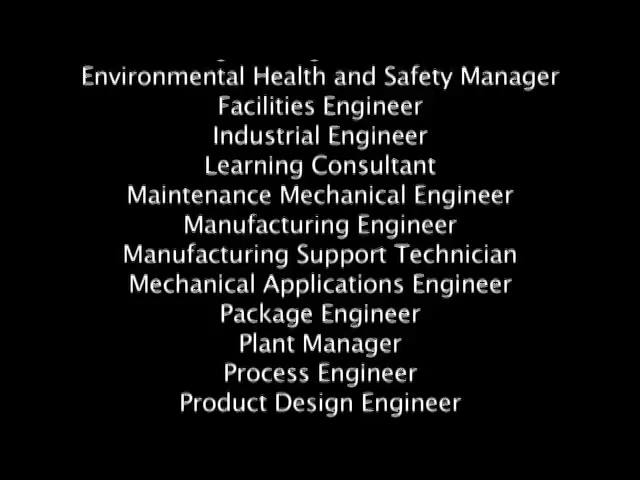 Environmental Health and Safety Manager
Facilities Engineer
Industrial Engineer
Learning Consultant
Maintenance Mechanical Engineer
Manufacturing Engineer
Manufacturing Support Technician
Mechanical Applications Engineer
Package Engineer
Plant Manager
Process Engineer
Product Design Engineer